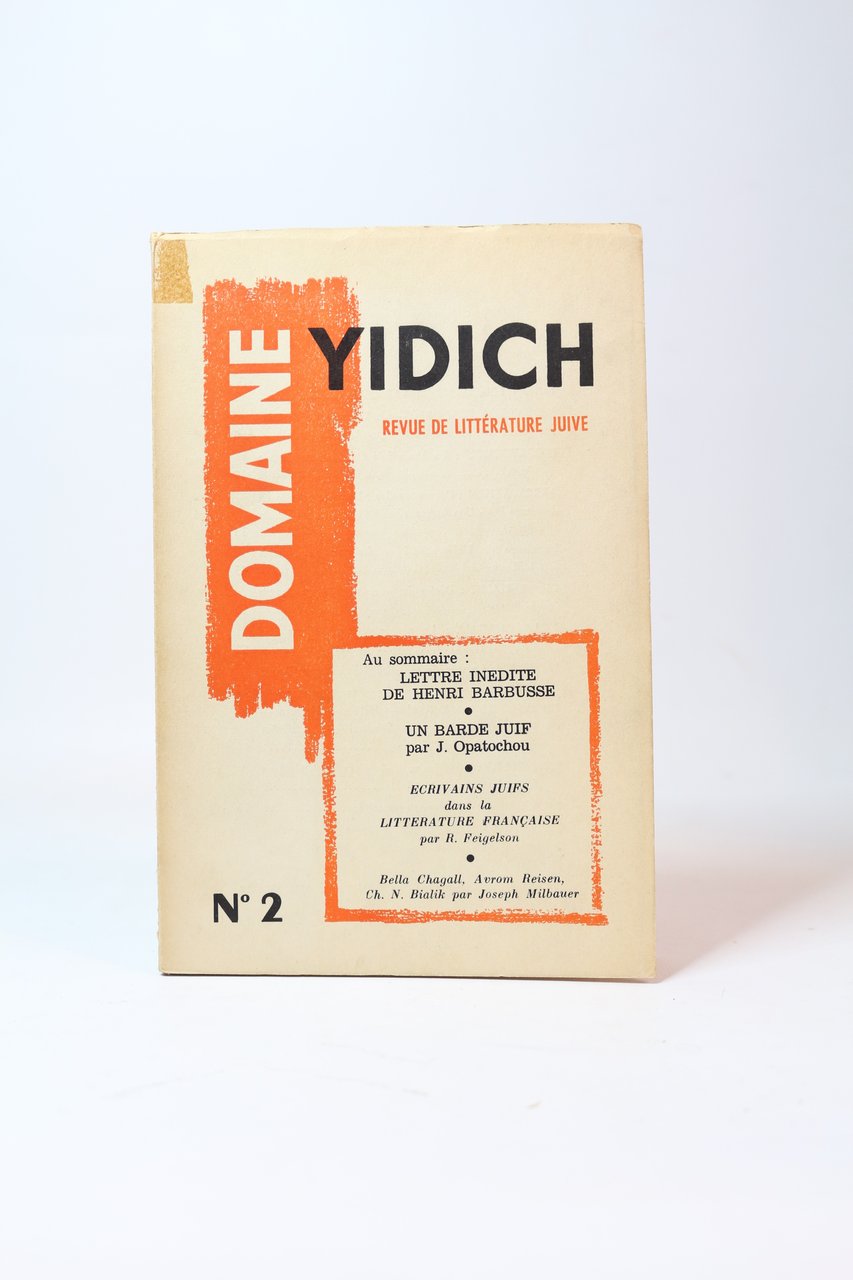 DOMAINE
YIDICH
REVUE DE LITTÉRATURE JUIVE
Au sommaire :
LETTRE INEDITE
DE HENRI BARBUSSE
●
UN BARDE JUIF
par J. Opatochou
●
ECRIVAINS JUIFS
dans la
LITTERATURE FRANÇAISE
par R. Feigelson
●
Bella Chagall, Avrom Reisen,
Ch. N. Bialik par Joseph Milbauer
N° 2